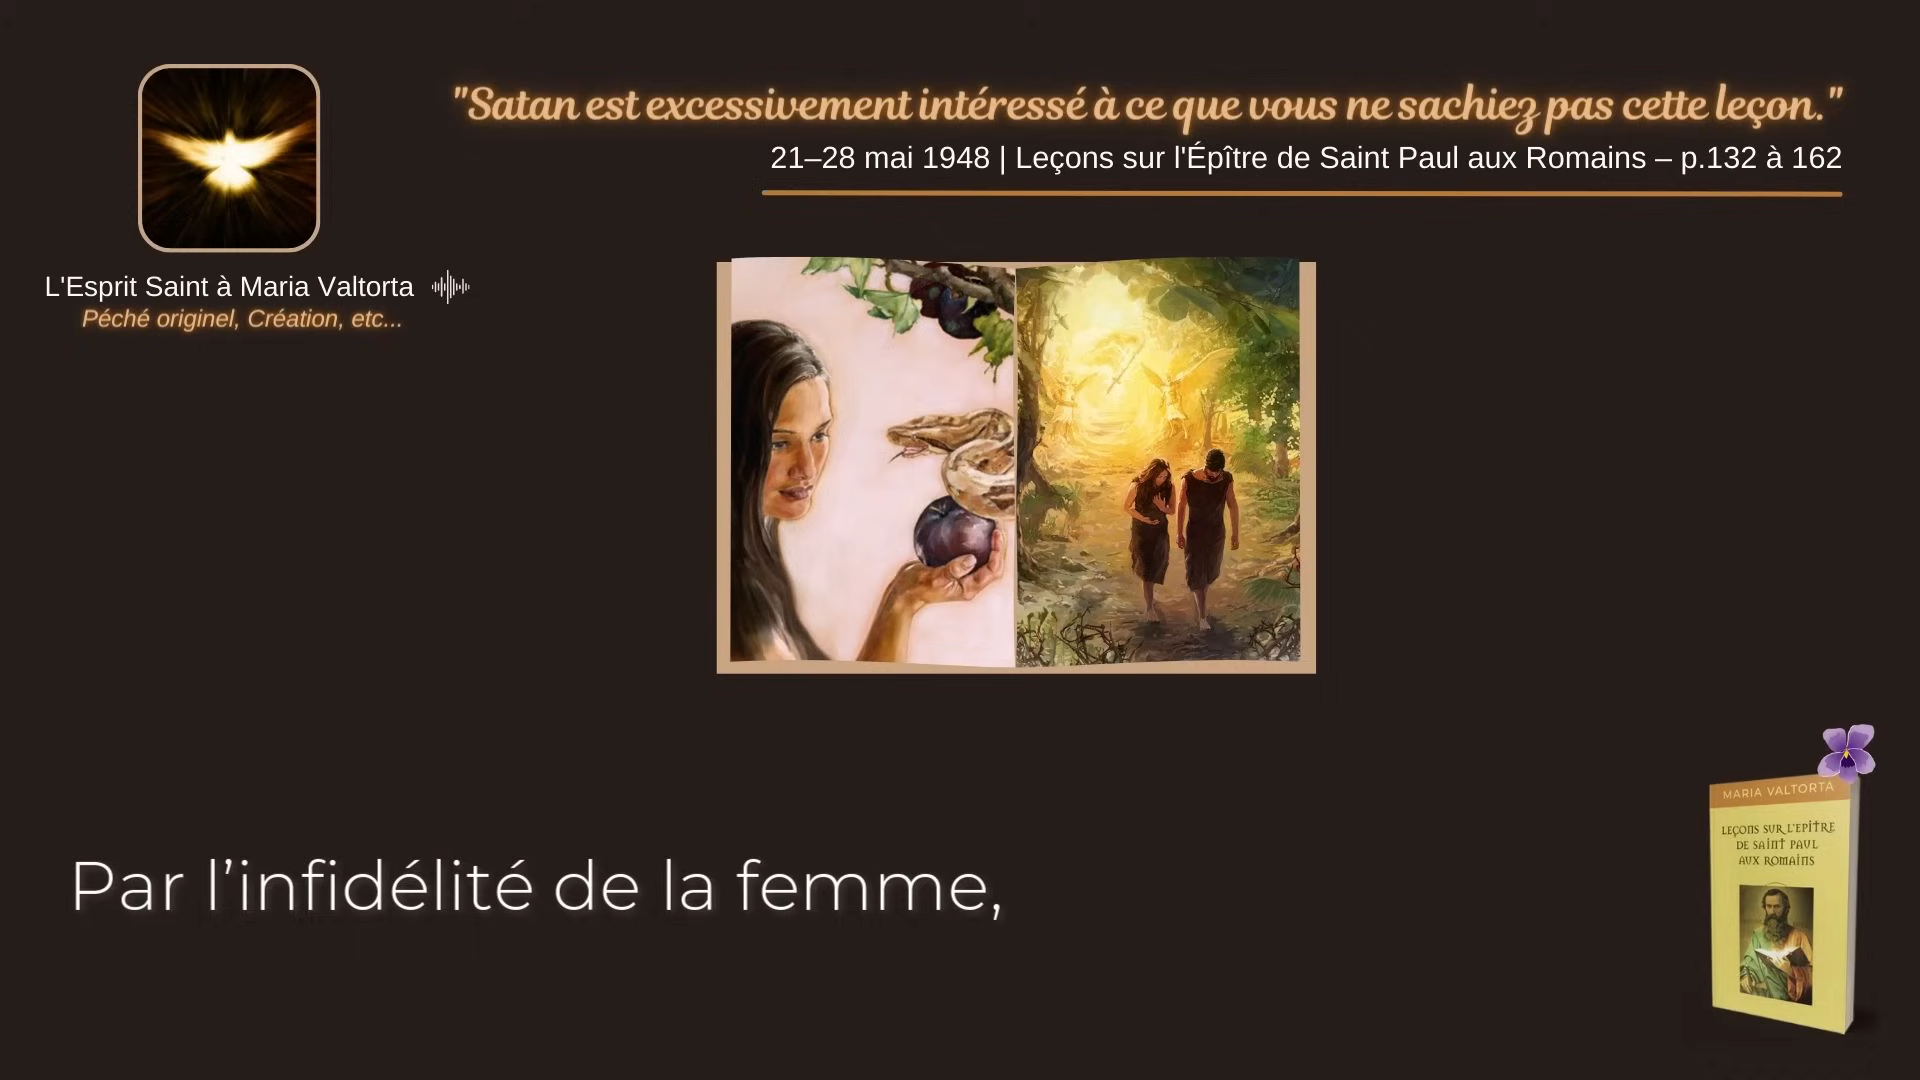 "Satan est excessivement intéressé à ce que vous ne sachiez pas cette leçon."
21–28 mai 1948 | Leçons sur l'Épître de Saint Paul aux Romains – p.132 à 162
L'Esprit Saint à Maria Valtorta
Péché originel, Création, etc...
Par l’infidélité de la femme,
MARIA VALTORTA
LEÇONS SUR L'EPÎTRE
DE SAINT PAUL
AUX ROMAINS